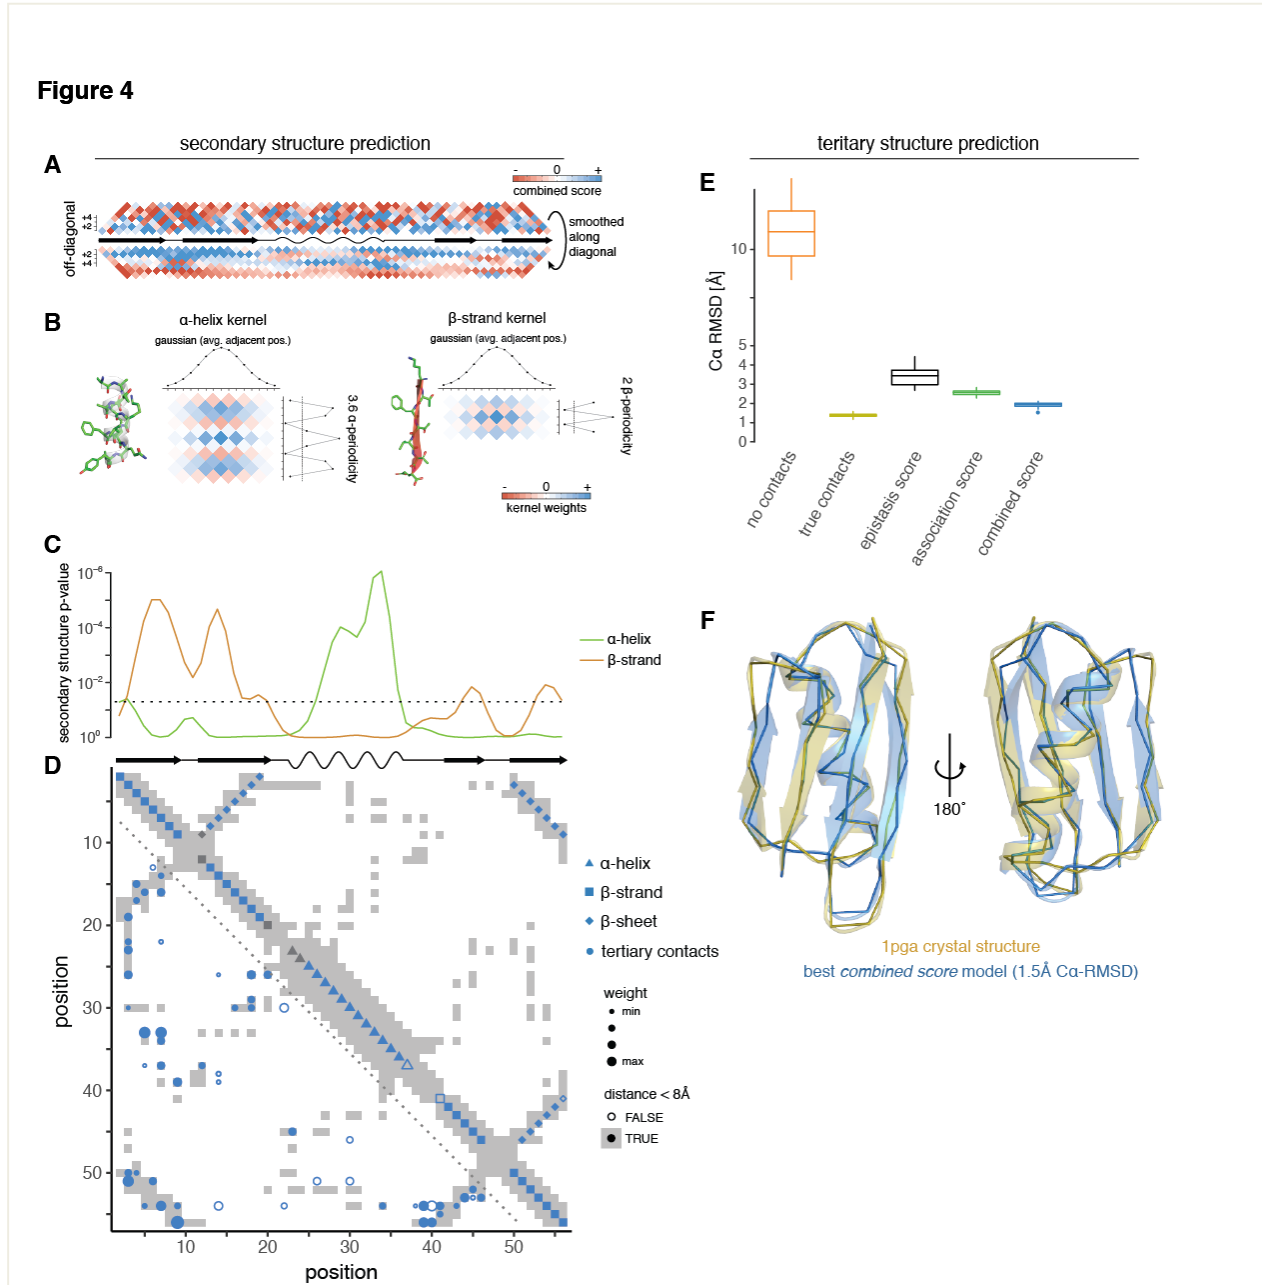 Figure 4
secondary structure prediction
A
- 0 +
combined score
off-diagonal
+4
+2
+2
+4
smoothed
along
diagonal
B
α-helix kernel
gaussian (avg. adjacent pos.)
3.6 α-periodicity
β-strand kernel
gaussian (avg. adjacent pos.)
2 β-periodicity
- 0 +
kernel weights
C
secondary structure p-value
10⁻⁶
10⁻⁴
10⁻²
10⁰
α-helix
β-strand
D
position
10
20
30
40
50
10 20 30 40 50
position
α-helix
β-strand
β-sheet
tertiary contacts
weight
min
max
distance < 8Å
FALSE
TRUE
teritary structure prediction
E
Cα RMSD [Å]
10
5
4
3
2
1
0
no contacts
true contacts
epistasis score
association score
combined score
F
180°
1pga crystal structure
best combined score model (1.5Å Cα-RMSD)